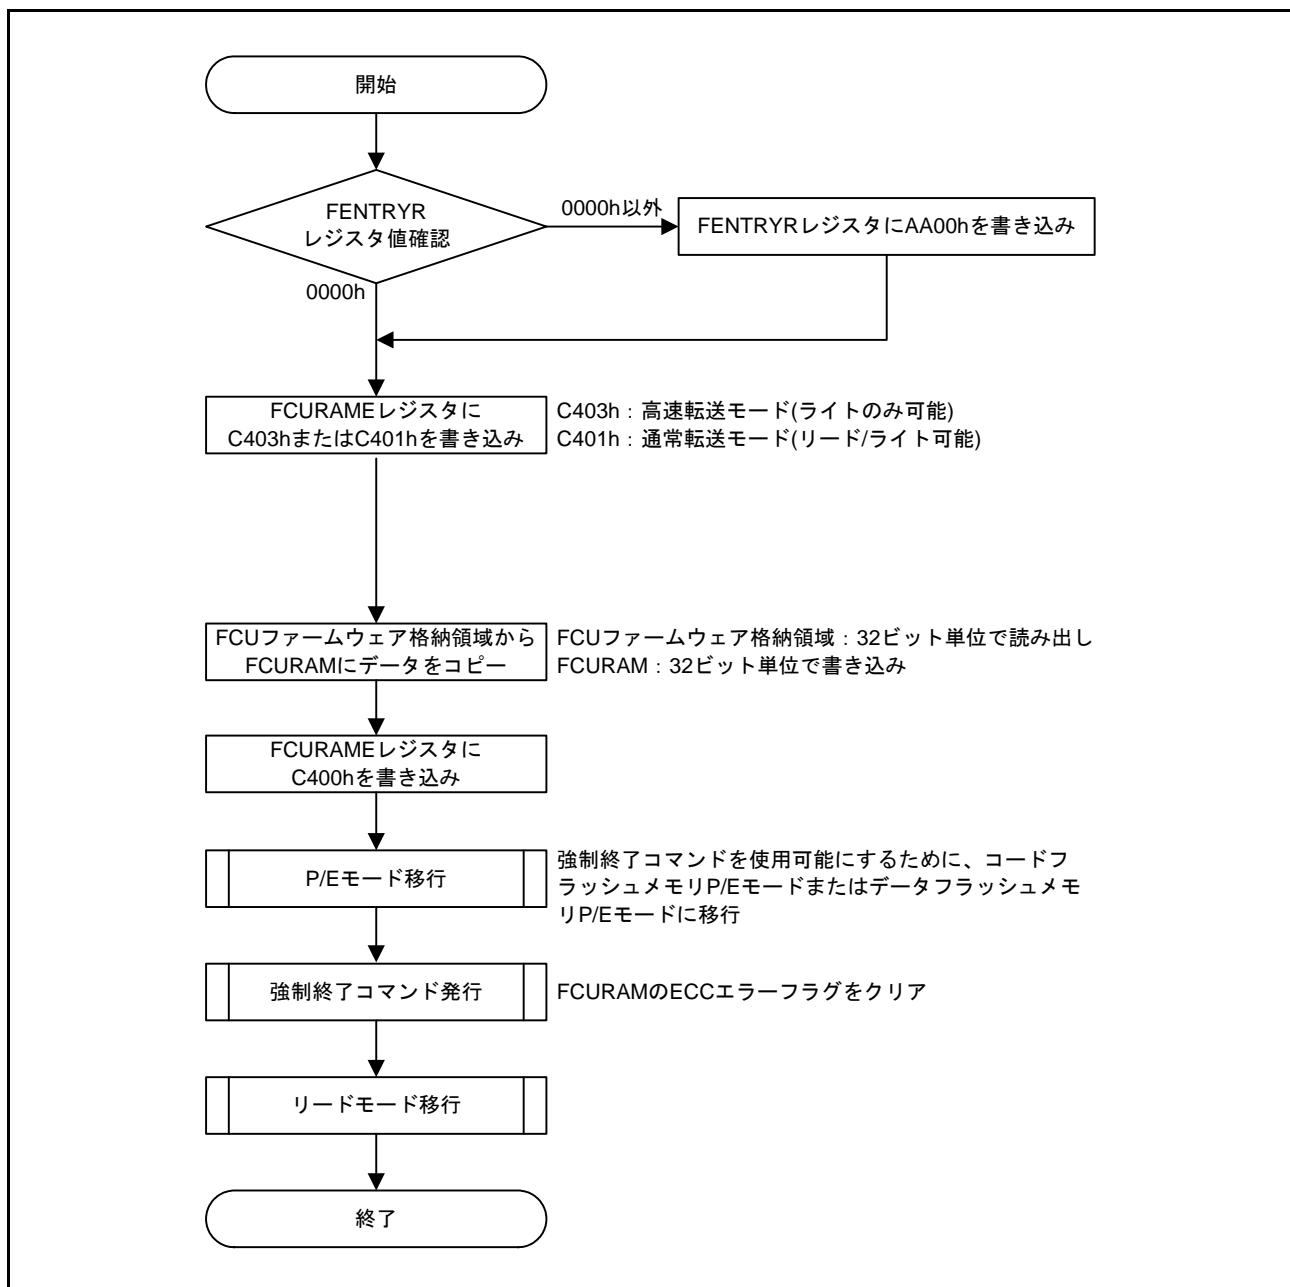 開始
FENTRYR
レジスタ値確認
0000h以外
FENTRYRレジスタにAA00hを書き込み
0000h
FCURAMEレジスタに
C403hまたはC401hを書き込み
C403h：高速転送モード(ライトのみ可能)
C401h：通常転送モード(リード/ライト可能)
FCUファームウェア格納領域から
FCURAMにデータをコピー
FCUファームウェア格納領域：32ビット単位で読み出し
FCURAM：32ビット単位で書き込み
FCURAMEレジスタに
C400hを書き込み
P/Eモード移行
強制終了コマンドを使用可能にするために、コードフ
ラッシュメモリP/Eモードまたはデータフラッシュメモ
リP/Eモードに移行
強制終了コマンド発行
FCURAMのECCエラーフラグをクリア
リードモード移行
終了